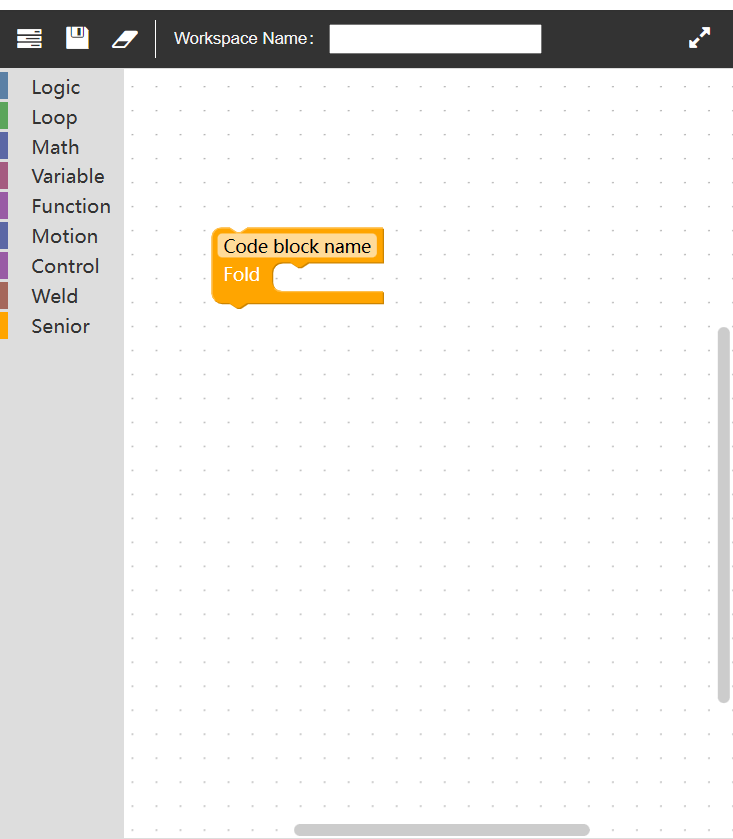 Workspace Name:
Logic
Loop
Math
Variable
Function
Motion
Control
Weld
Senior
Code block name
Fold